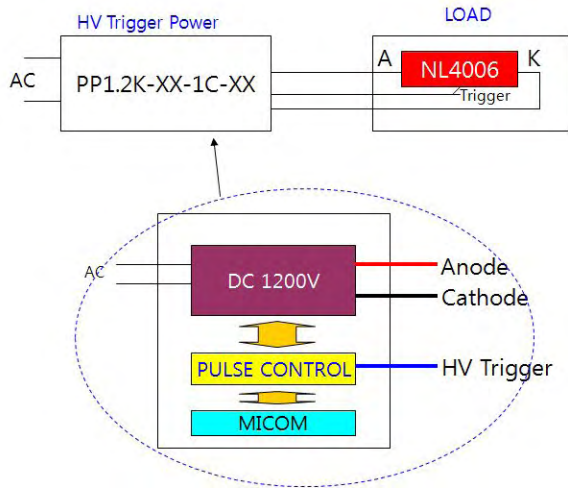 HV Trigger Power
LOAD
AC
PP1.2K-XX-1C-XX
A
NL4006
K
Trigger
AC
DC 1200V
Anode
Cathode
PULSE CONTROL
HV Trigger
MICOM